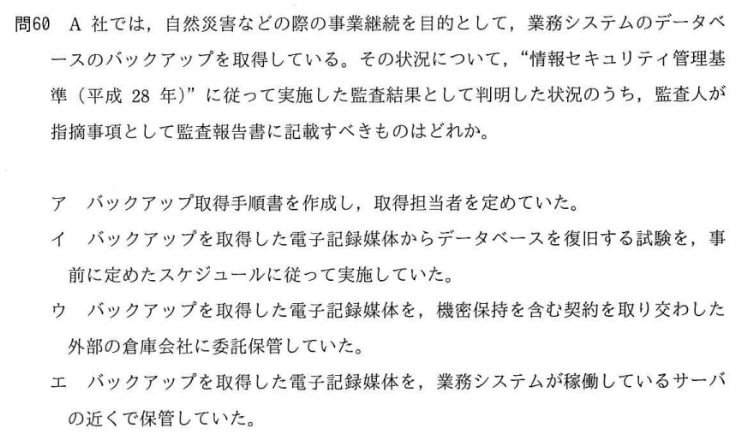 問60　A 社では，自然災害などの際の事業継続を目的として，業務システムのデータベ
ースのバックアップを取得している。その状況について，“情報セキュリティ管理基
準（平成 28 年）”に従って実施した監査結果として判明した状況のうち，監査人が
指摘事項として監査報告書に記載すべきものはどれか。
ア　バックアップ取得手順書を作成し，取得担当者を定めていた。
イ　バックアップを取得した電子記録媒体からデータベースを復旧する試験を，事
前に定めたスケジュールに従って実施していた。
ウ　バックアップを取得した電子記録媒体を，機密保持を含む契約を取り交わした
外部の倉庫会社に委託保管していた。
エ　バックアップを取得した電子記録媒体を，業務システムが稼働しているサーバ
の近くで保管していた。